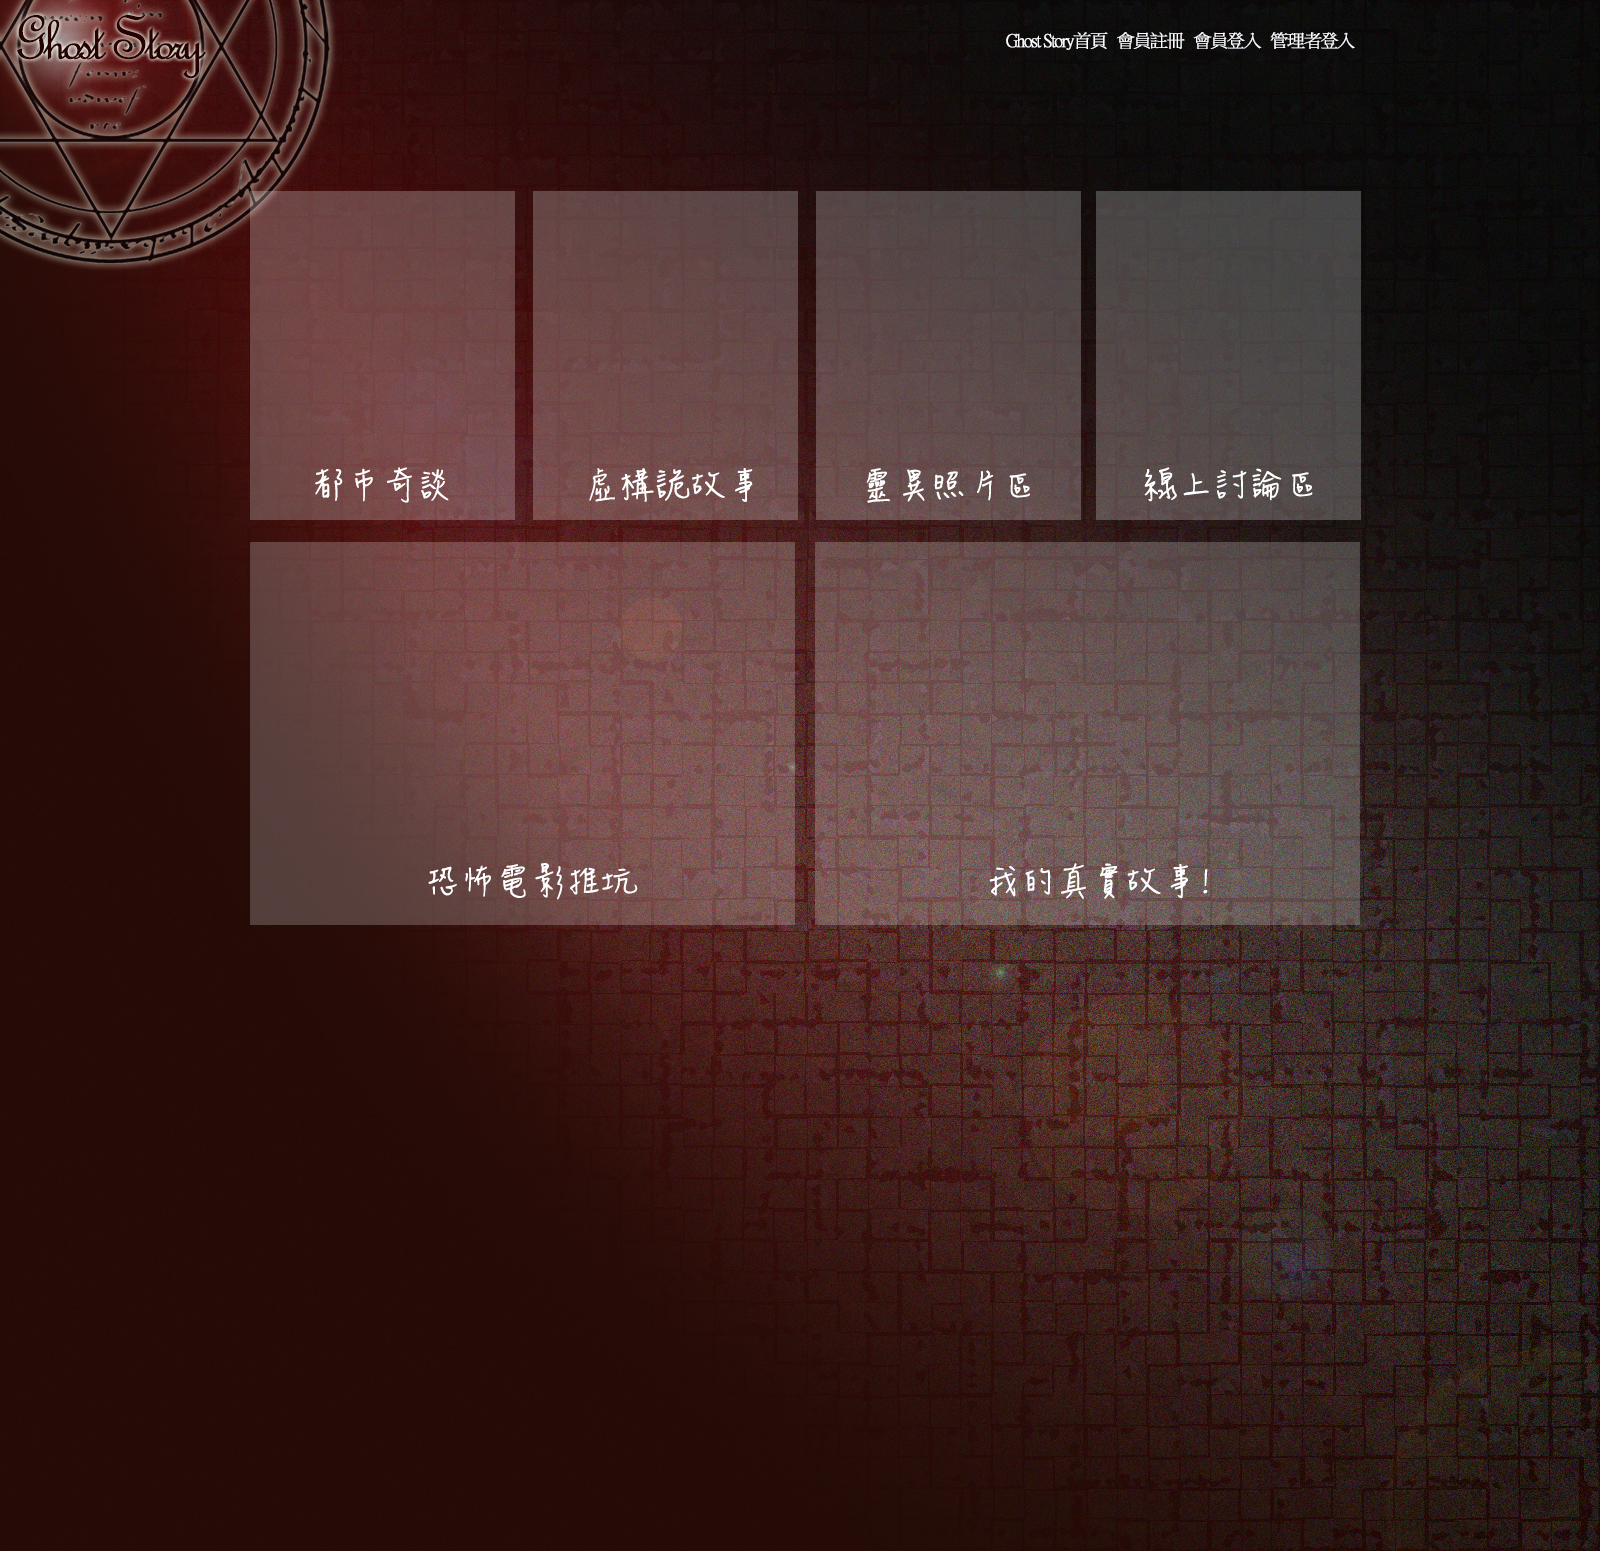 Ghost Story
Ghost Story首頁 會員註冊 會員登入 管理者登入
都市奇談
虛構詭故事
靈異照片區
線上討論區
恐怖電影推坑
我的真實故事!